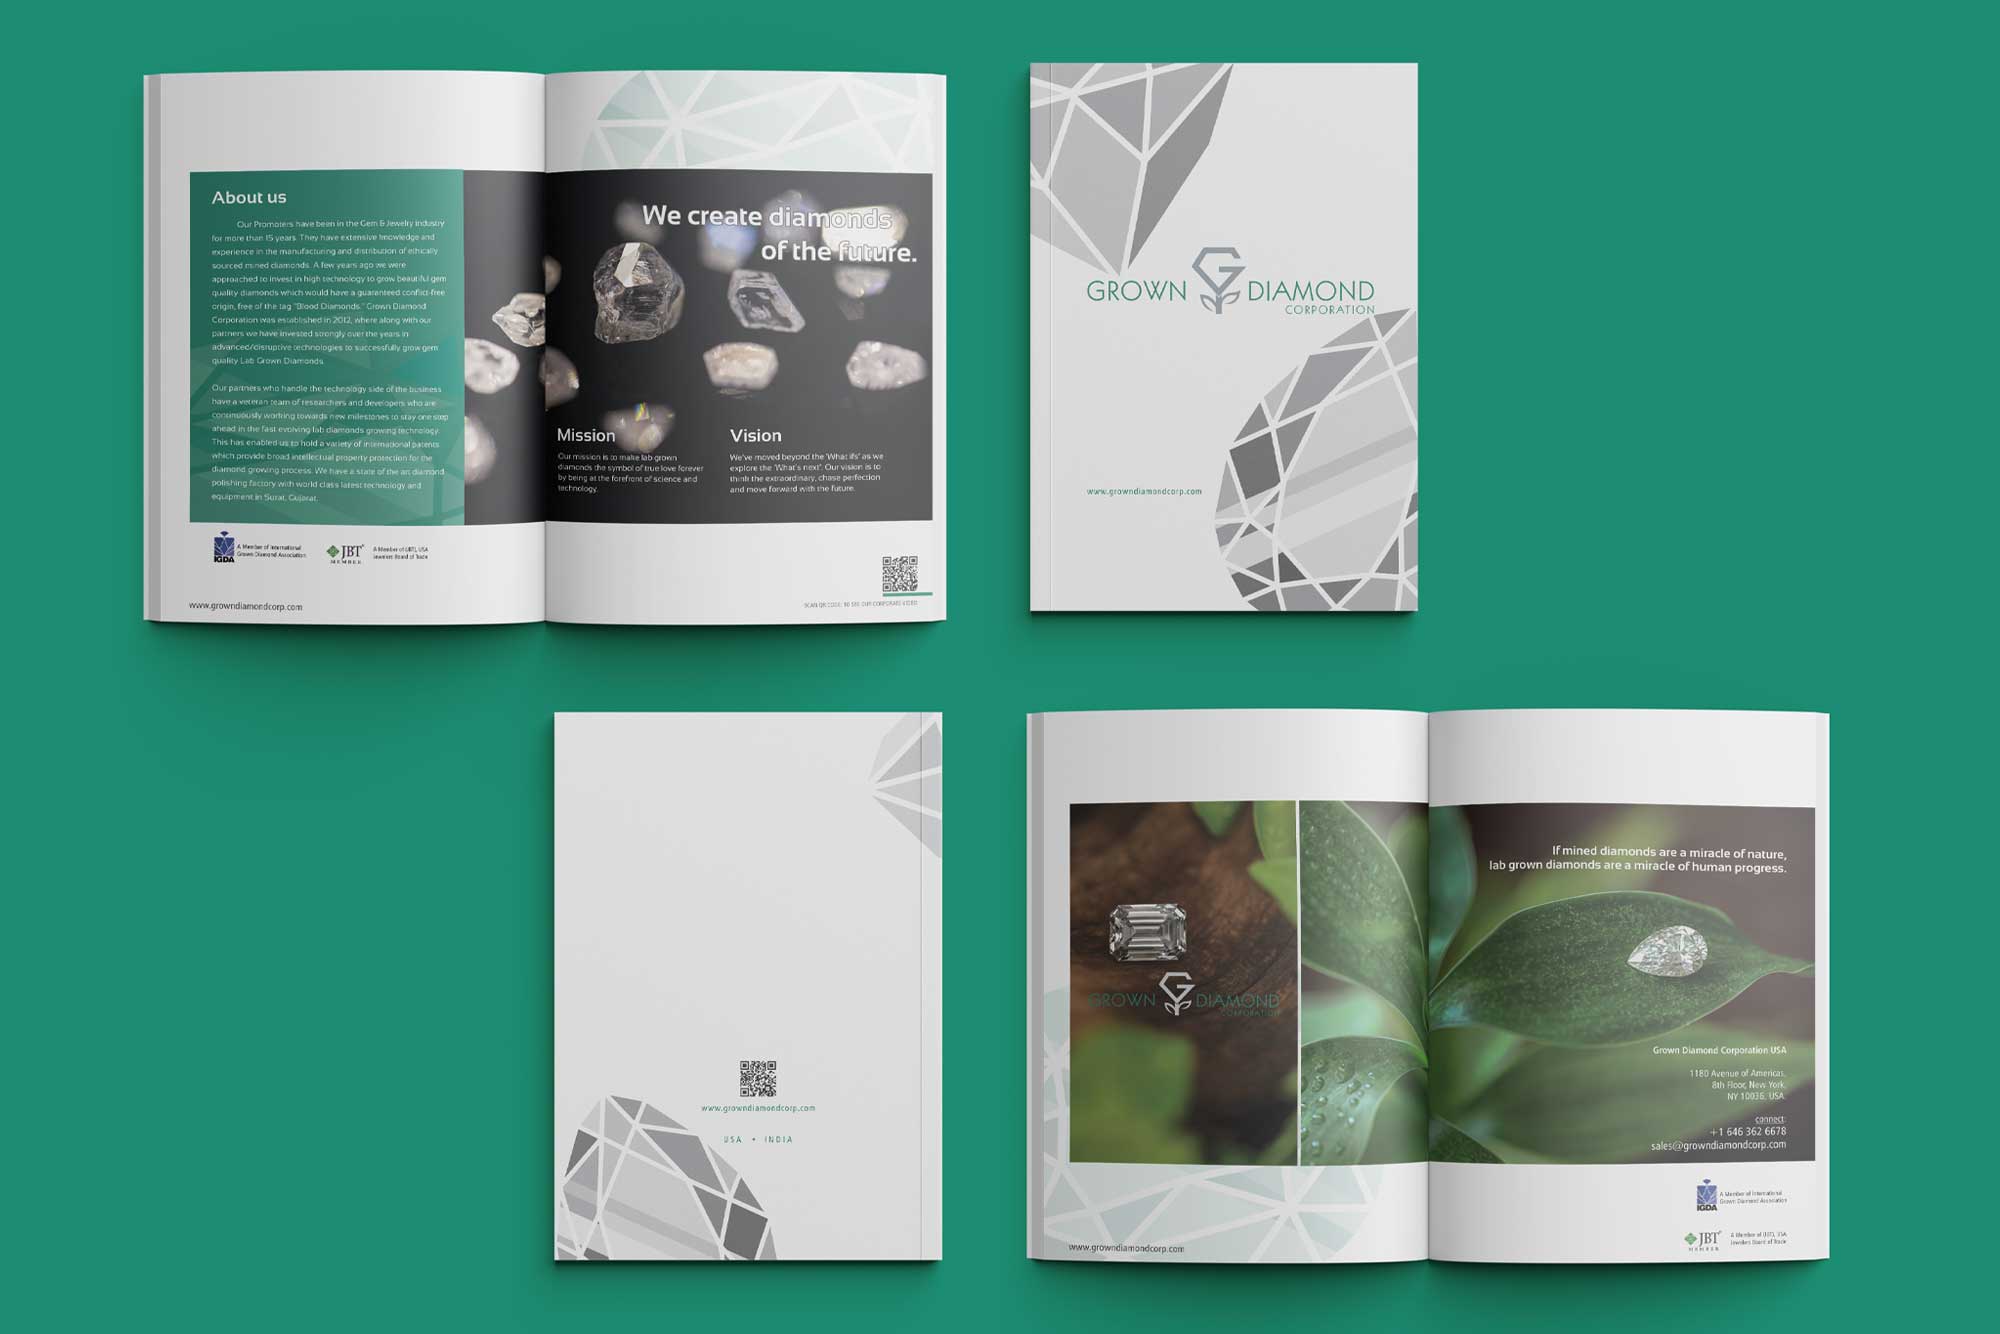 About us
Our Promoters have been in the Gem & Jewelry Industry
for more than 15 years. They have extensive knowledge and
experience in the manufacturing and distribution of ethically
sourced mined diamonds. A few years ago we were
approached to invest in high technology to grow beautiful gem
quality diamonds which would have a guaranteed conflict-free
origin, free of the tag "Blood Diamonds." Grown Diamond
Corporation was established in 2012, where along with our
partners we have invested strongly over the years in
advanced/disruptive technologies to successfully grow gem
quality Lab Grown Diamonds.
Our partners who handle the technology side of the business
have a veteran team of researchers and developers who are
continuously working towards new milestones to stay one step
ahead in the fast evolving lab diamonds growing technology.
This has enabled us to hold a variety of international patents
which provide broad intellectual property protection for the
diamond growing process. We have a state of the art diamond
polishing factory with world class latest technology and
equipment in Surat, Gujarat.
IGDA
A Member of International
Grown Diamond Association
JBT
MEMBER
A Member of (JBT), USA
Jewelers Board of Trade
www.growndiamondcorp.com
We create diamonds
of the future.
Mission
Our mission is to make lab grown
diamonds the symbol of true love forever
by being at the forefront of science and
technology.
Vision
We've moved beyond the 'What ifs' as we
explore the 'What's next'. Our vision is to
think the extraordinary, chase perfection
and move forward with the future.
SCAN QR CODE: TO SEE OUR CORPORATE VIDEO
GROWN DIAMOND
CORPORATION
www.growndiamondcorp.com
www.growndiamondcorp.com
USA • INDIA
GROWN DIAMOND
CORPORATION
www.growndiamondcorp.com
If mined diamonds are a miracle of nature,
lab grown diamonds are a miracle of human progress.
Grown Diamond Corporation USA
1180 Avenue of Americas,
8th Floor, New York,
NY 10036, USA.
connect:
+1 646 362 6678
sales@growndiamondcorp.com
IGDA
A Member of International
Grown Diamond Association
JBT
MEMBER
A Member of (JBT), USA
Jewelers Board of Trade